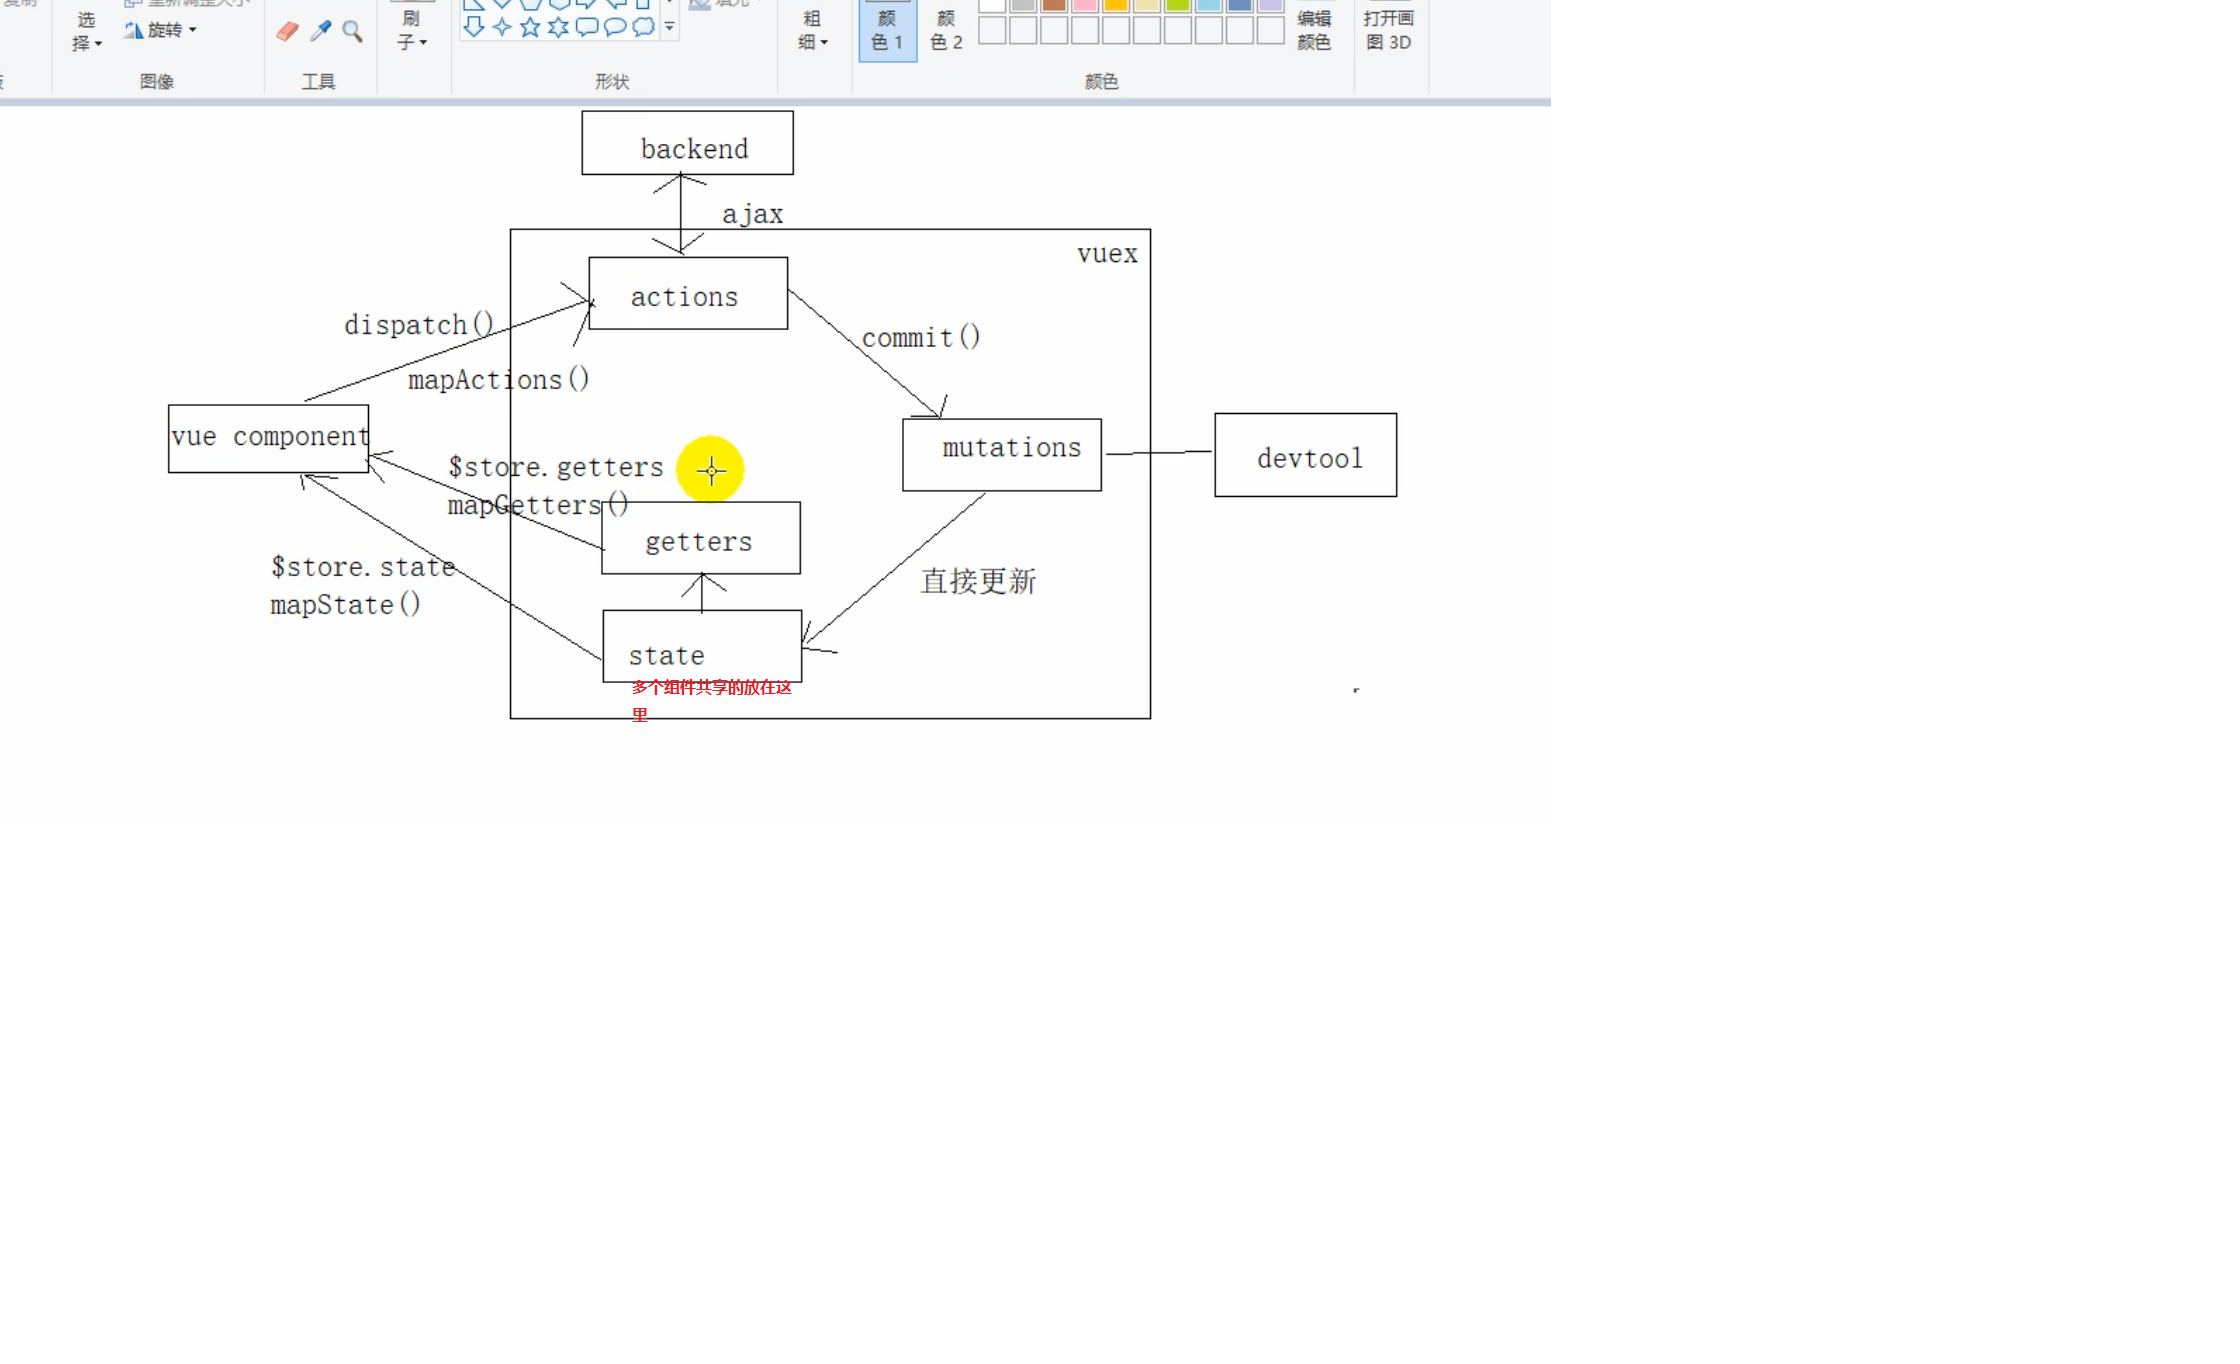 选
择
旋转
刷
子
粗
细
颜
色 1
颜
色 2
编辑
颜色
打开画
图 3D
图像
工具
形状
颜色
backend
ajax
vuex
actions
dispatch()
commit()
mapActions()
vue component
mutations
devtool
$store.getters
mapGetters()
getters
$store.state
mapState()
直接更新
state
多个组件共享的放在这
里